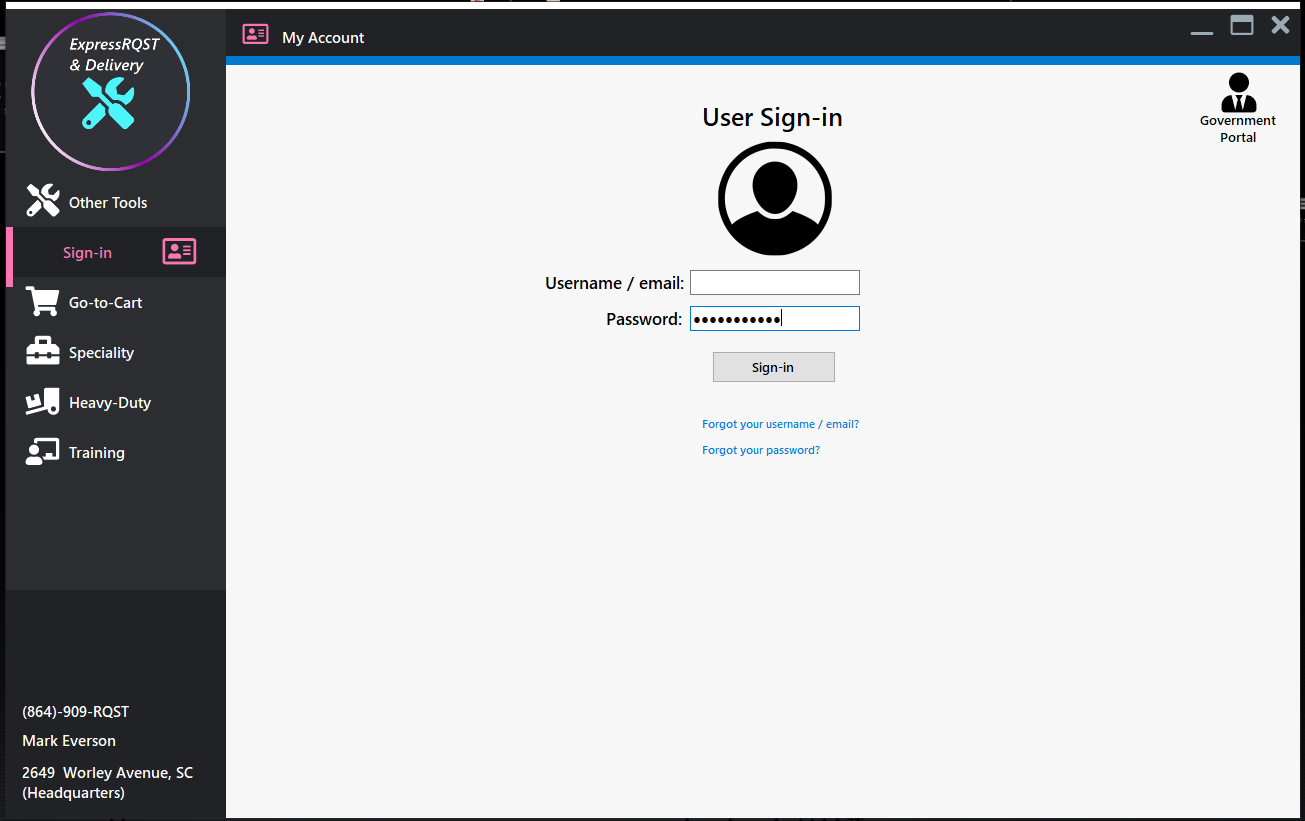 ExpressRQST
& Delivery
Other Tools
Sign-in
Go-to-Cart
Speciality
Heavy-Duty
Training
(864)-909-RQST
Mark Everson
2649 Worley Avenue, SC
(Headquarters)
My Account
Government
Portal
User Sign-in
Username / email:
Password: ●●●●●●●●●●●
Sign-in
Forgot your username / email?
Forgot your password?